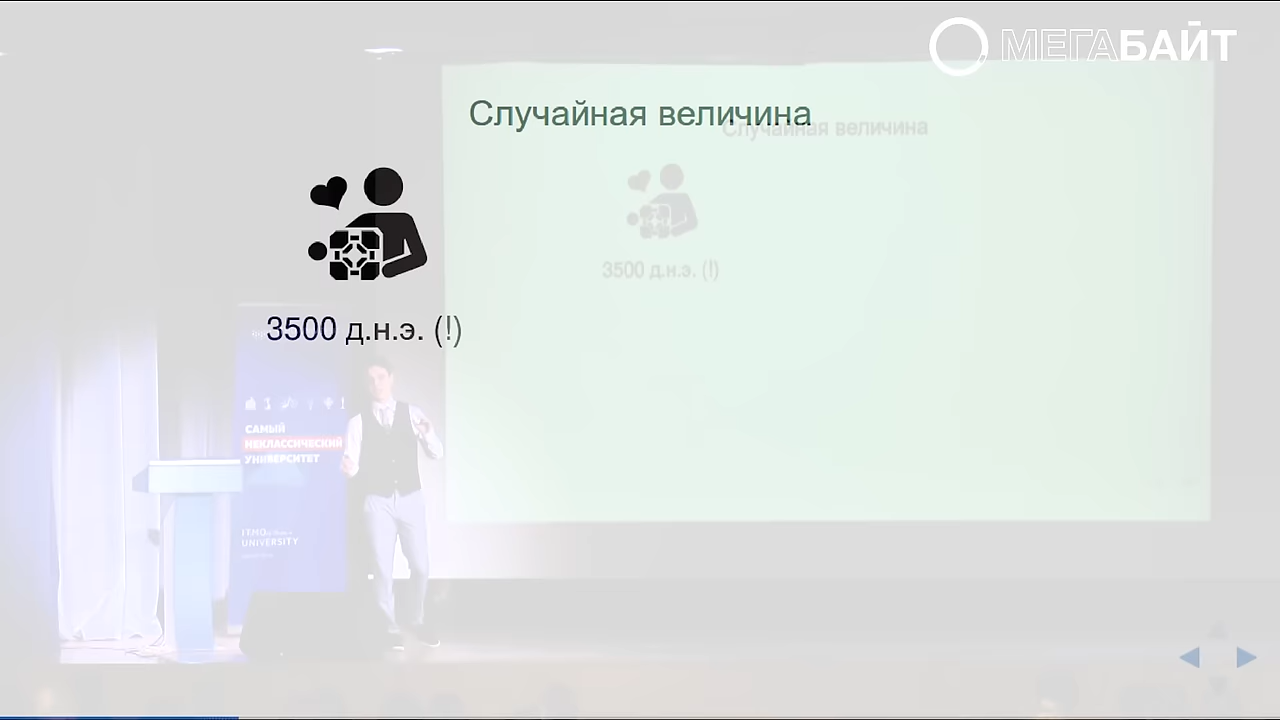 МЕГАБАЙТ
Случайная величина
Случайная величина
3500 д.н.э. (!)
3500 д.н.э. (!)
САМЫЙ
НЕКЛАССИЧЕСКИЙ
УНИВЕРСИТЕТ
ITMO
UNIVERSITY